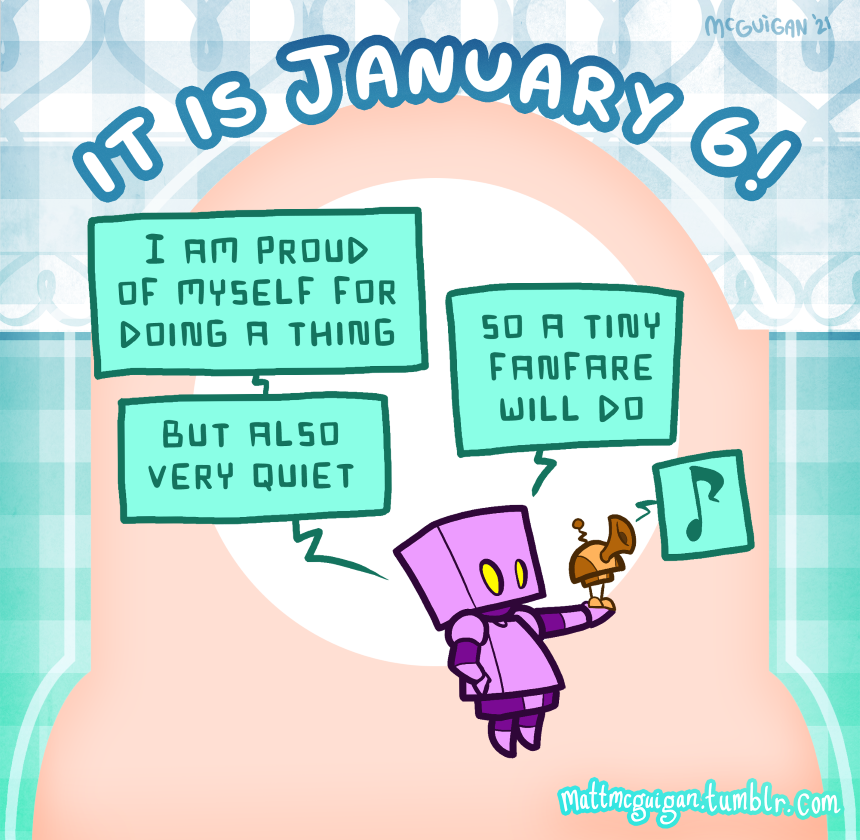 McGUIGAN '21
IT IS JANUARY 6!
I AM PROUD
OF MYSELF FOR
DOING A THING
BUT ALSO
VERY QUIET
SO A TINY
FANFARE
WILL DO
mattmcguigan.tumblr.com